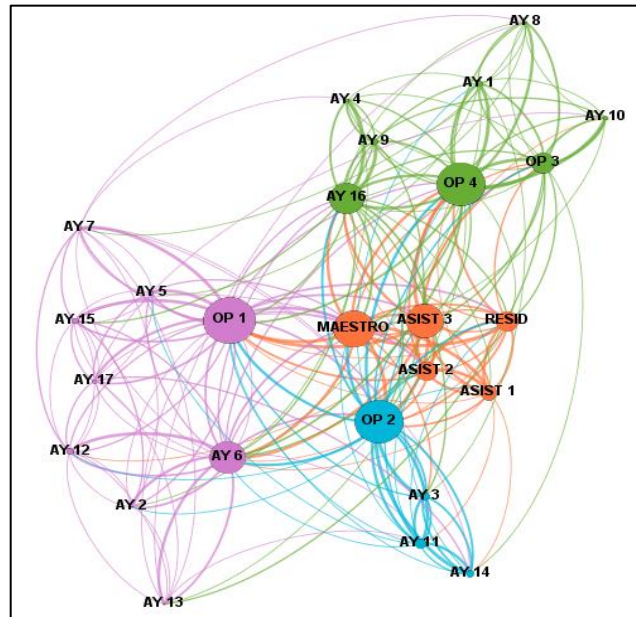 AY 8
AY 1
AY 4
AY 10
AY 9
OP 3
OP 4
AY 16
AY 7
AY 5
OP 1
AY 15
MAESTRO
ASIST 3
RESID
ASIST 2
AY 17
ASIST 1
OP 2
AY 12
AY 6
AY 3
AY 2
AY 11
AY 14
AY 13